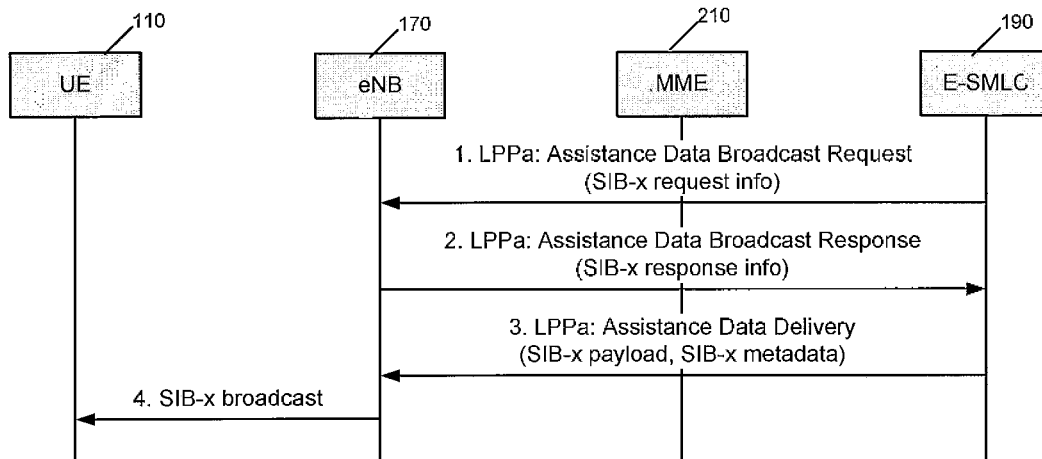 110
170
210
190
UE
eNB
MME
E-SMLC
1. LPPa: Assistance Data Broadcast Request
(SIB-x request info)
2. LPPa: Assistance Data Broadcast Response
(SIB-x response info)
3. LPPa: Assistance Data Delivery
(SIB-x payload, SIB-x metadata)
4. SIB-x broadcast